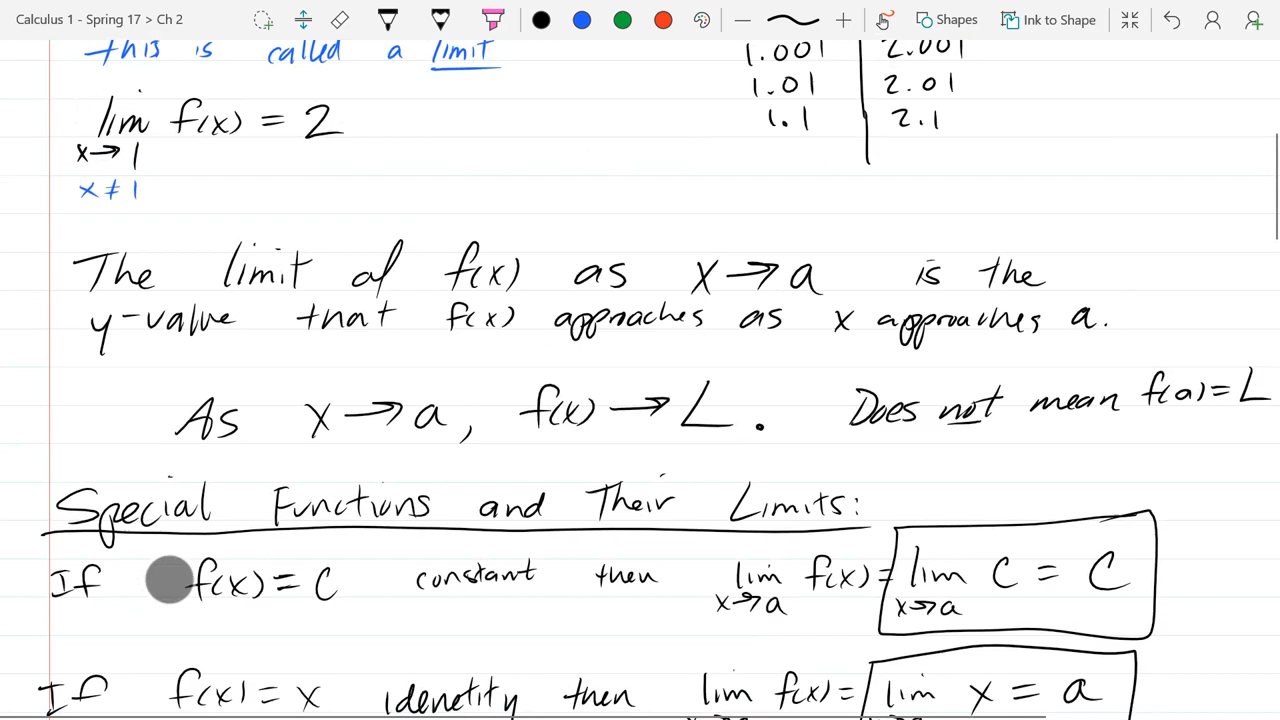 Calculus 1 - Spring 17 > Ch 2
Shapes
Ink to Shape
this is called a limit
1.001 2.001
1.01 2.01
1.1 2.1
lim f(x) = 2
x→1
x≠1
The limit of f(x) as x→a is the
y-value that f(x) approaches as x approaches a.
As x→a, f(x)→L. Does not mean f(a)=L
Special Functions and Their Limits:
If f(x)=C constant then lim f(x)= lim C = C
x→a x→a
If f(x)=x idenetity then lim f(x)= lim x = a